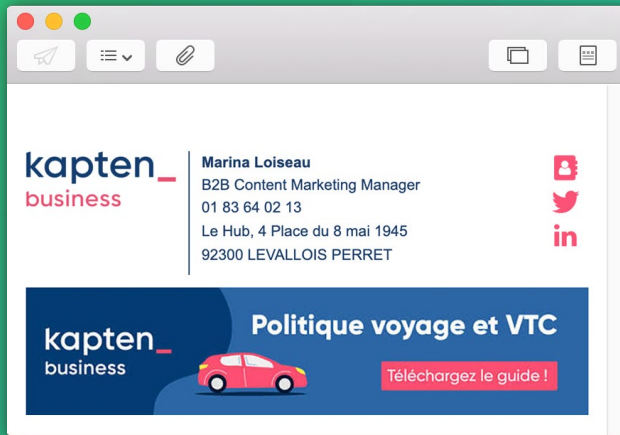 kapten_
business
Marina Loiseau
B2B Content Marketing Manager
01 83 64 02 13
Le Hub, 4 Place du 8 mai 1945
92300 LEVALLOIS PERRET
in
kapten_
business
Politique voyage et VTC
Téléchargez le guide !